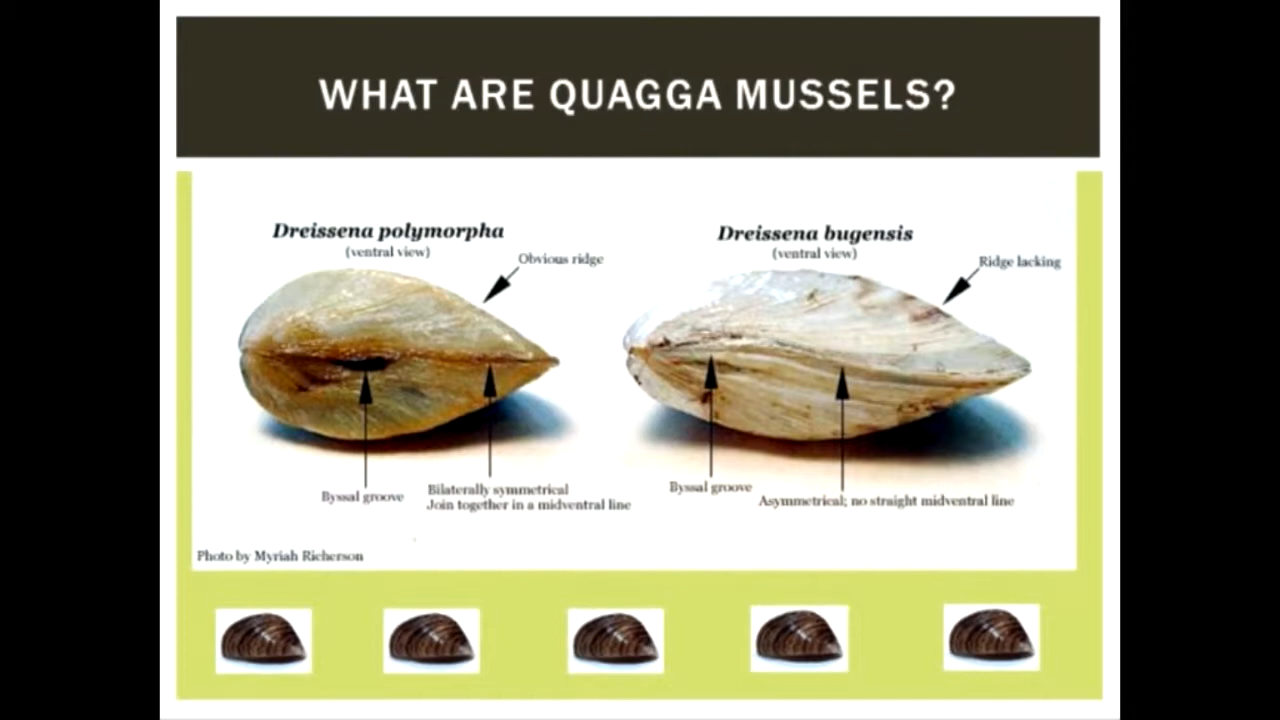 WHAT ARE QUAGGA MUSSELS?
Dreissena polymorpha
(ventral view)
Obvious ridge
Byssal groove
Bilaterally symmetrical
Join together in a midventral line
Dreissena bugensis
(ventral view)
Ridge lacking
Byssal groove
Asymmetrical; no straight midventral line
Photo by Myriah Richerson